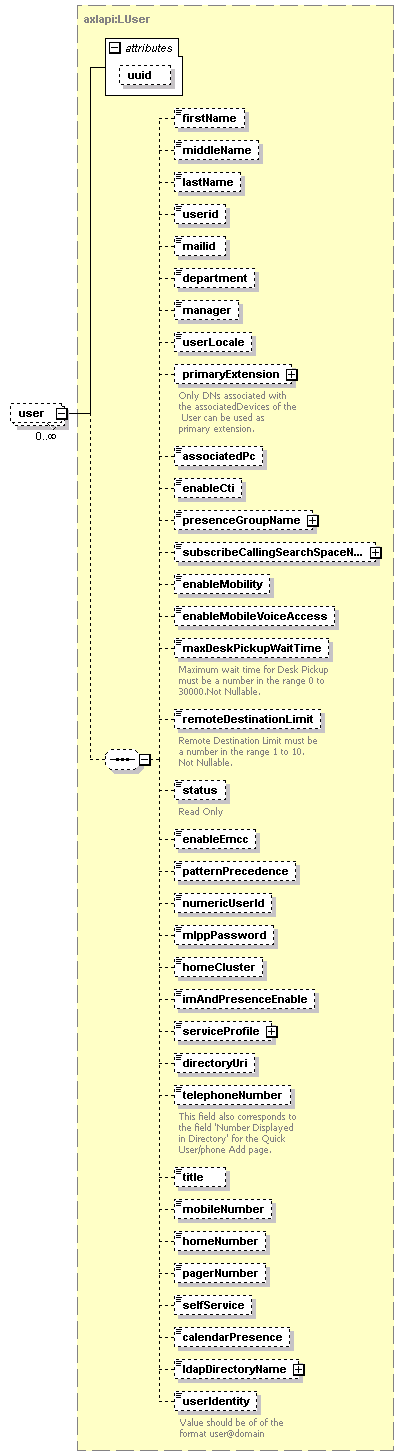 axlapi:LUser
attributes
uuid
firstName
middleName
lastName
userid
mailid
department
manager
userLocale
primaryExtension
Only DNs associated with
the associatedDevices of the
User can be used as
primary extension.
user
0..∞
associatedPc
enableCti
presenceGroupName
subscribeCallingSearchSpaceN...
enableMobility
enableMobileVoiceAccess
maxDeskPickupWaitTime
Maximum wait time for Desk Pickup
must be a number in the range 0 to
30000.Not Nullable.
remoteDestinationLimit
Remote Destination Limit must be
a number in the range 1 to 10.
Not Nullable.
status
Read Only
enableEmcc
patternPrecedence
numericUserId
mlppPassword
homeCluster
imAndPresenceEnable
serviceProfile
directoryUri
telephoneNumber
This field also corresponds to
the field 'Number Displayed
in Directory' for the Quick
User/phone Add page.
title
mobileNumber
homeNumber
pagerNumber
selfService
calendarPresence
ldapDirectoryName
userIdentity
Value should be of of the
format user@domain